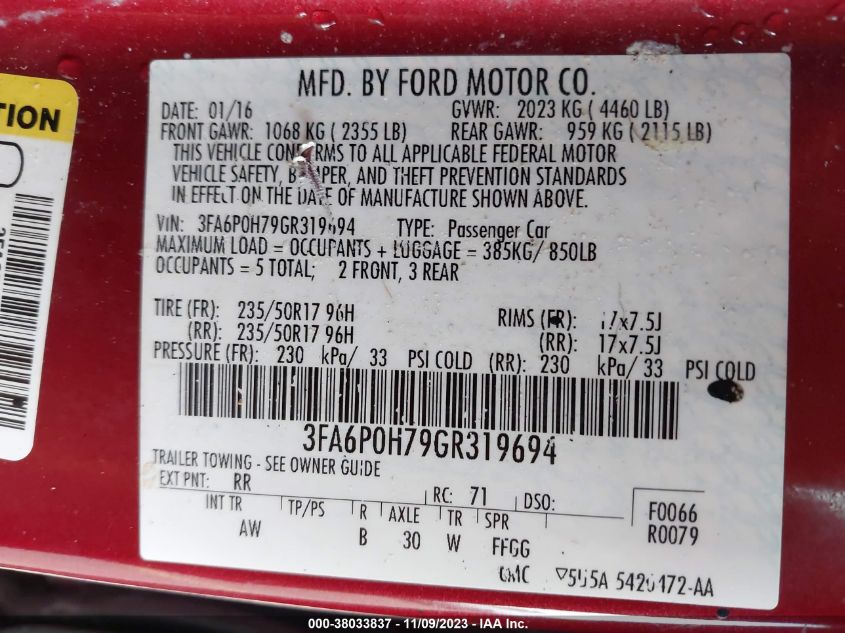 MFD. BY FORD MOTOR CO.
DATE: 01/16 GVWR: 2023 KG ( 4460 LB)
FRONT GAWR: 1068 KG ( 2355 LB) REAR GAWR: 959 KG ( 2115 LB)
THIS VEHICLE CONFORMS TO ALL APPLICABLE FEDERAL MOTOR
VEHICLE SAFETY, BUMPER, AND THEFT PREVENTION STANDARDS
IN EFFECT ON THE DATE OF MANUFACTURE SHOWN ABOVE.
VIN: 3FA6P0H79GR319694 TYPE: Passenger Car
MAXIMUM LOAD = OCCUPANTS + LUGGAGE = 385KG/ 850LB
OCCUPANTS = 5 TOTAL; 2 FRONT, 3 REAR
TIRE (FR): 235/50R17 96H RIMS (FR): 17x7.5J
(RR): 235/50R17 96H (RR): 17x7.5J
PRESSURE (FR): 230 kPa/ 33 PSI COLD (RR): 230 kPa/ 33 PSI COLD
3FA6P0H79GR319694
TRAILER TOWING - SEE OWNER GUIDE
EXT PNT: RR RC: 71 DSO: F0066
INT TR TP/PS R AXLE TR SPR R0079
AW B 30 W FFGG
TION
000-38033837 - 11/09/2023 - IAAI.